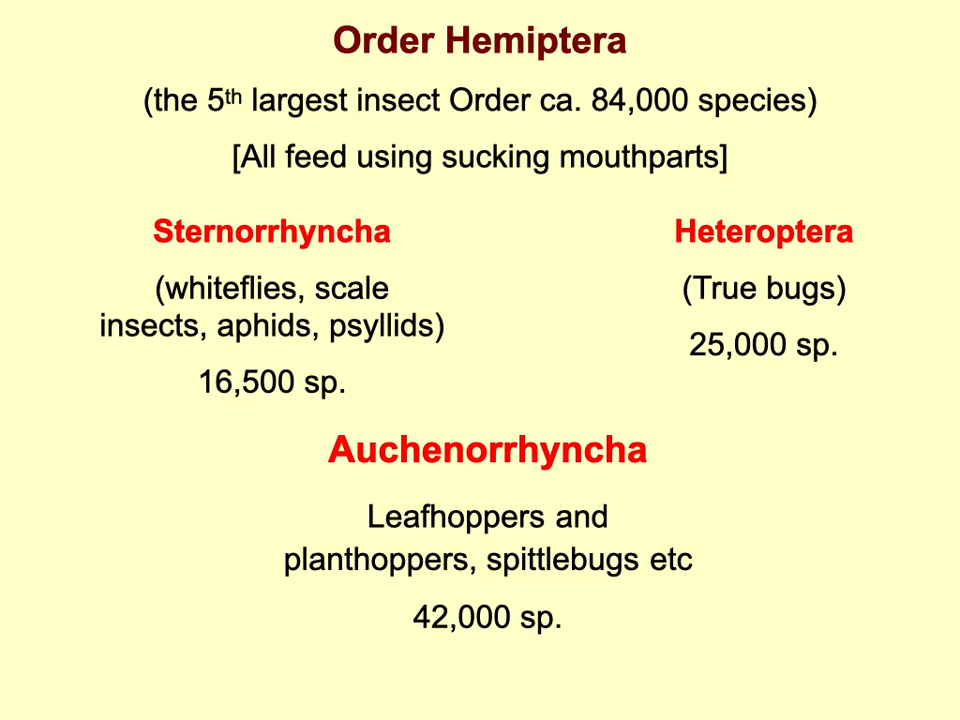 Order Hemiptera
(the 5th largest insect Order ca. 84,000 species)
[All feed using sucking mouthparts]
Sternorrhyncha
(whiteflies, scale
insects, aphids, psyllids)
16,500 sp.
Heteroptera
(True bugs)
25,000 sp.
Auchenorrhyncha
Leafhoppers and
planthoppers, spittlebugs etc
42,000 sp.